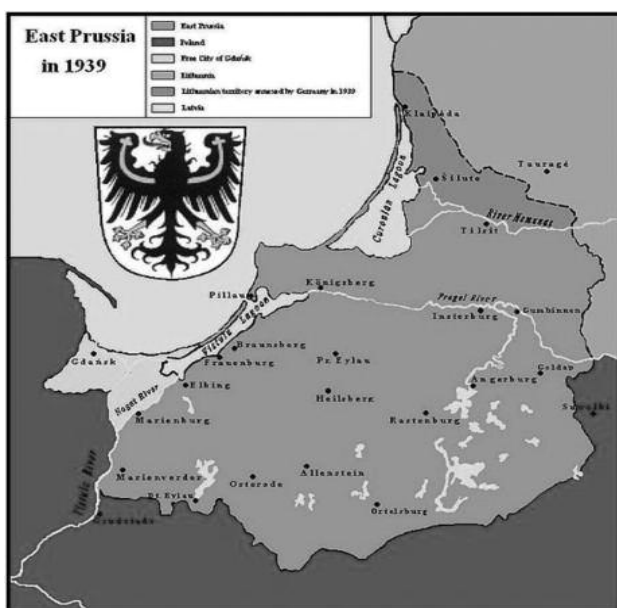 East Prussia
in 1939
East Prussia
Poland
Free City of Gdańsk
Lithuania
Lithuanian territory annexed by Germany in 1939
Latvia
Klaipėda
Tauragė
Šilutė
Curonian Lagoon
River Nemunas
Tilsit
Königsberg
Pillau
Pregel River
Insterburg
Gumbinnen
Vistula Lagoon
Braunsberg
Frauenburg
Pr. Eylau
Gdańsk
Goldap
Elbing
Angerburg
Heilsberg
Nogat River
Marienburg
Rastenburg
Suwałki
Vistula River
Marienverder
Allenstein
Osterode
Dt. Eylau
Ortelsburg